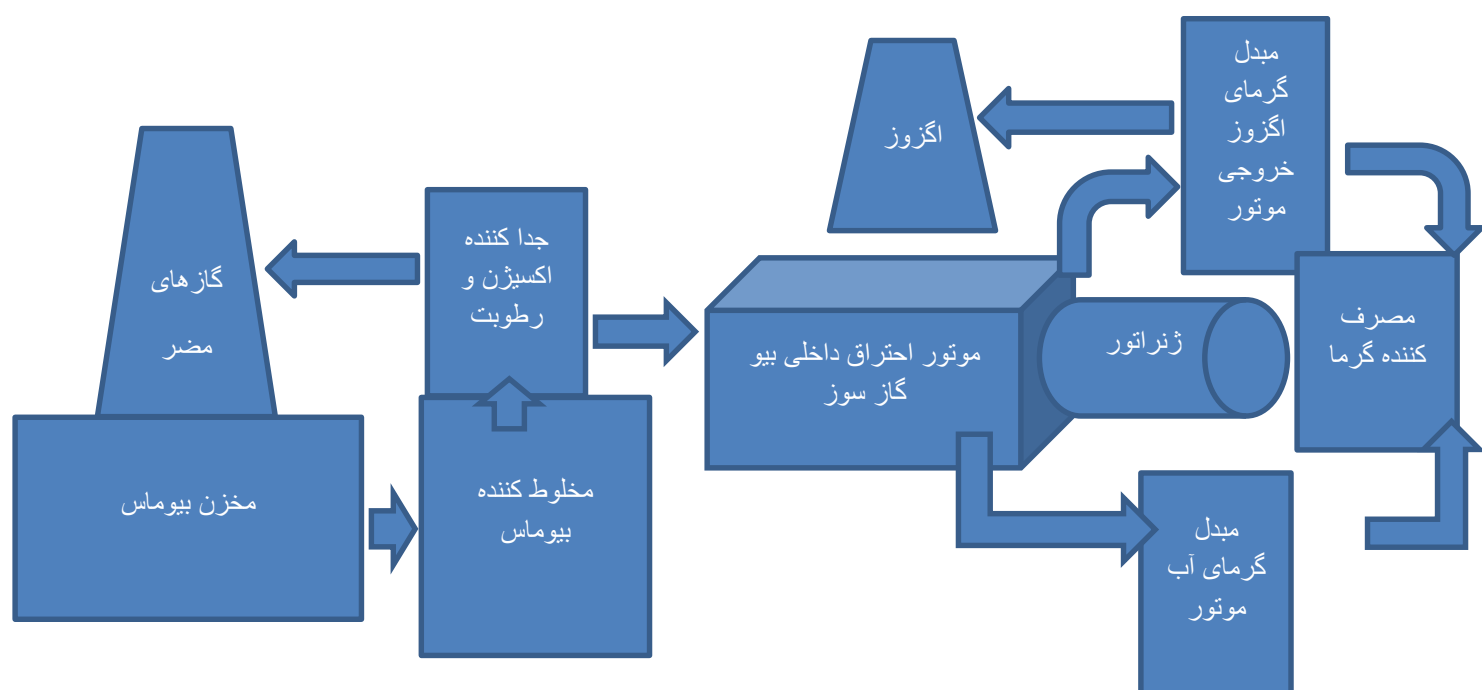 گازهای
مضر
مخزن بیوماس
جدا کننده
اکسیژن و
رطوبت
مخلوط کننده
بیوماس
موتور احتراق داخلی بیو
گاز سوز
ژنراتور
اگزوز
مبدل
گرمای
اگزوز
خروجی
موتور
مصرف
کننده گرما
مبدل
گرمای آب
موتور